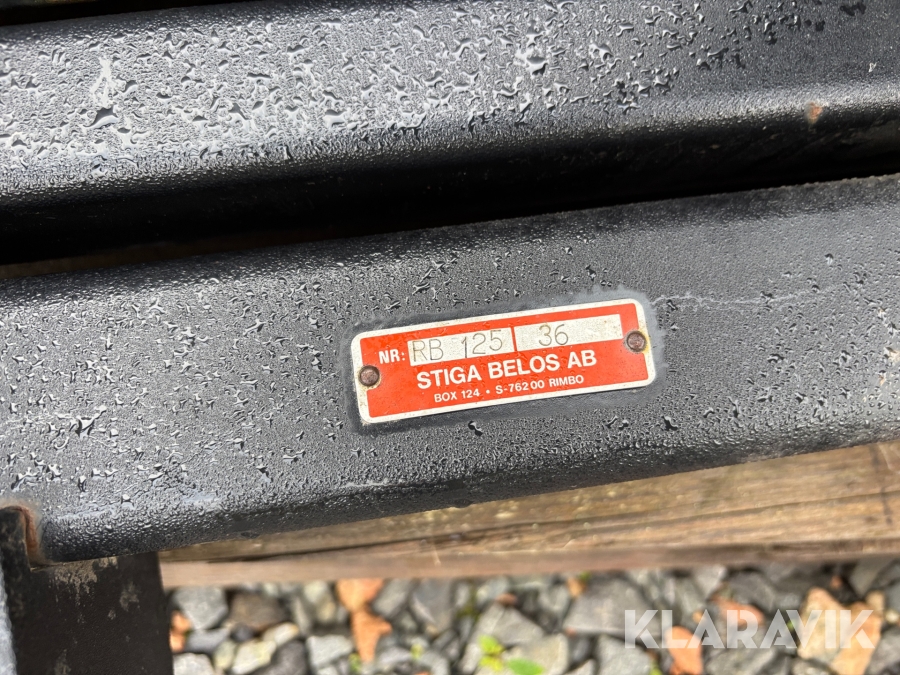 NR: RB 125 36
STIGA BELOS AB
BOX 124 • S-762 00 RIMBO
KLARAVIK